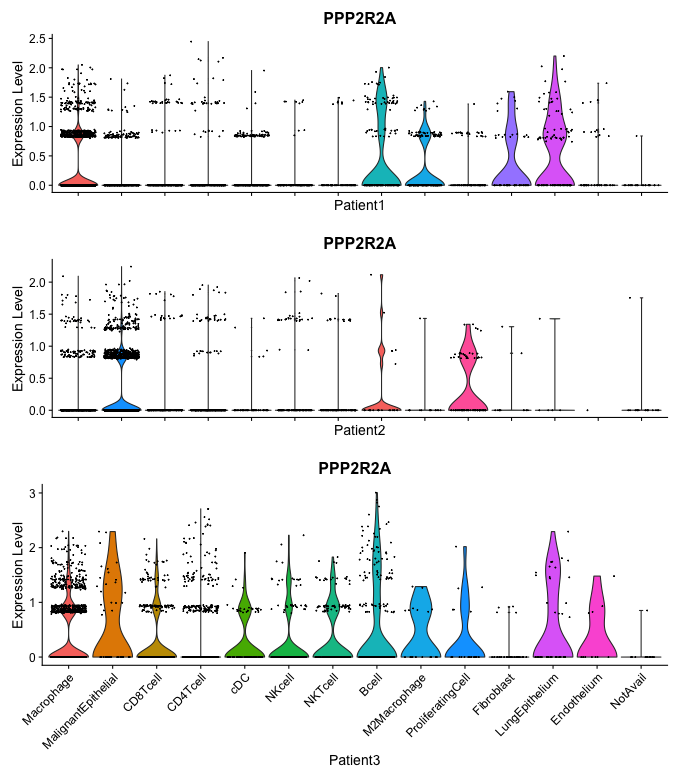 PPP2R2A
Expression Level
2.5
2.0
1.5
1.0
0.5
0.0
Patient1
PPP2R2A
Expression Level
2.0
1.5
1.0
0.5
0.0
Patient2
PPP2R2A
Expression Level
3
2
1
0
Macrophage
MalignantEpithelial
CD8Tcell
CD4Tcell
cDC
NKcell
NKTcell
Bcell
M2Macrophage
ProliferatingCell
Fibroblast
LungEpithelium
Endothelium
NotAvail
Patient3